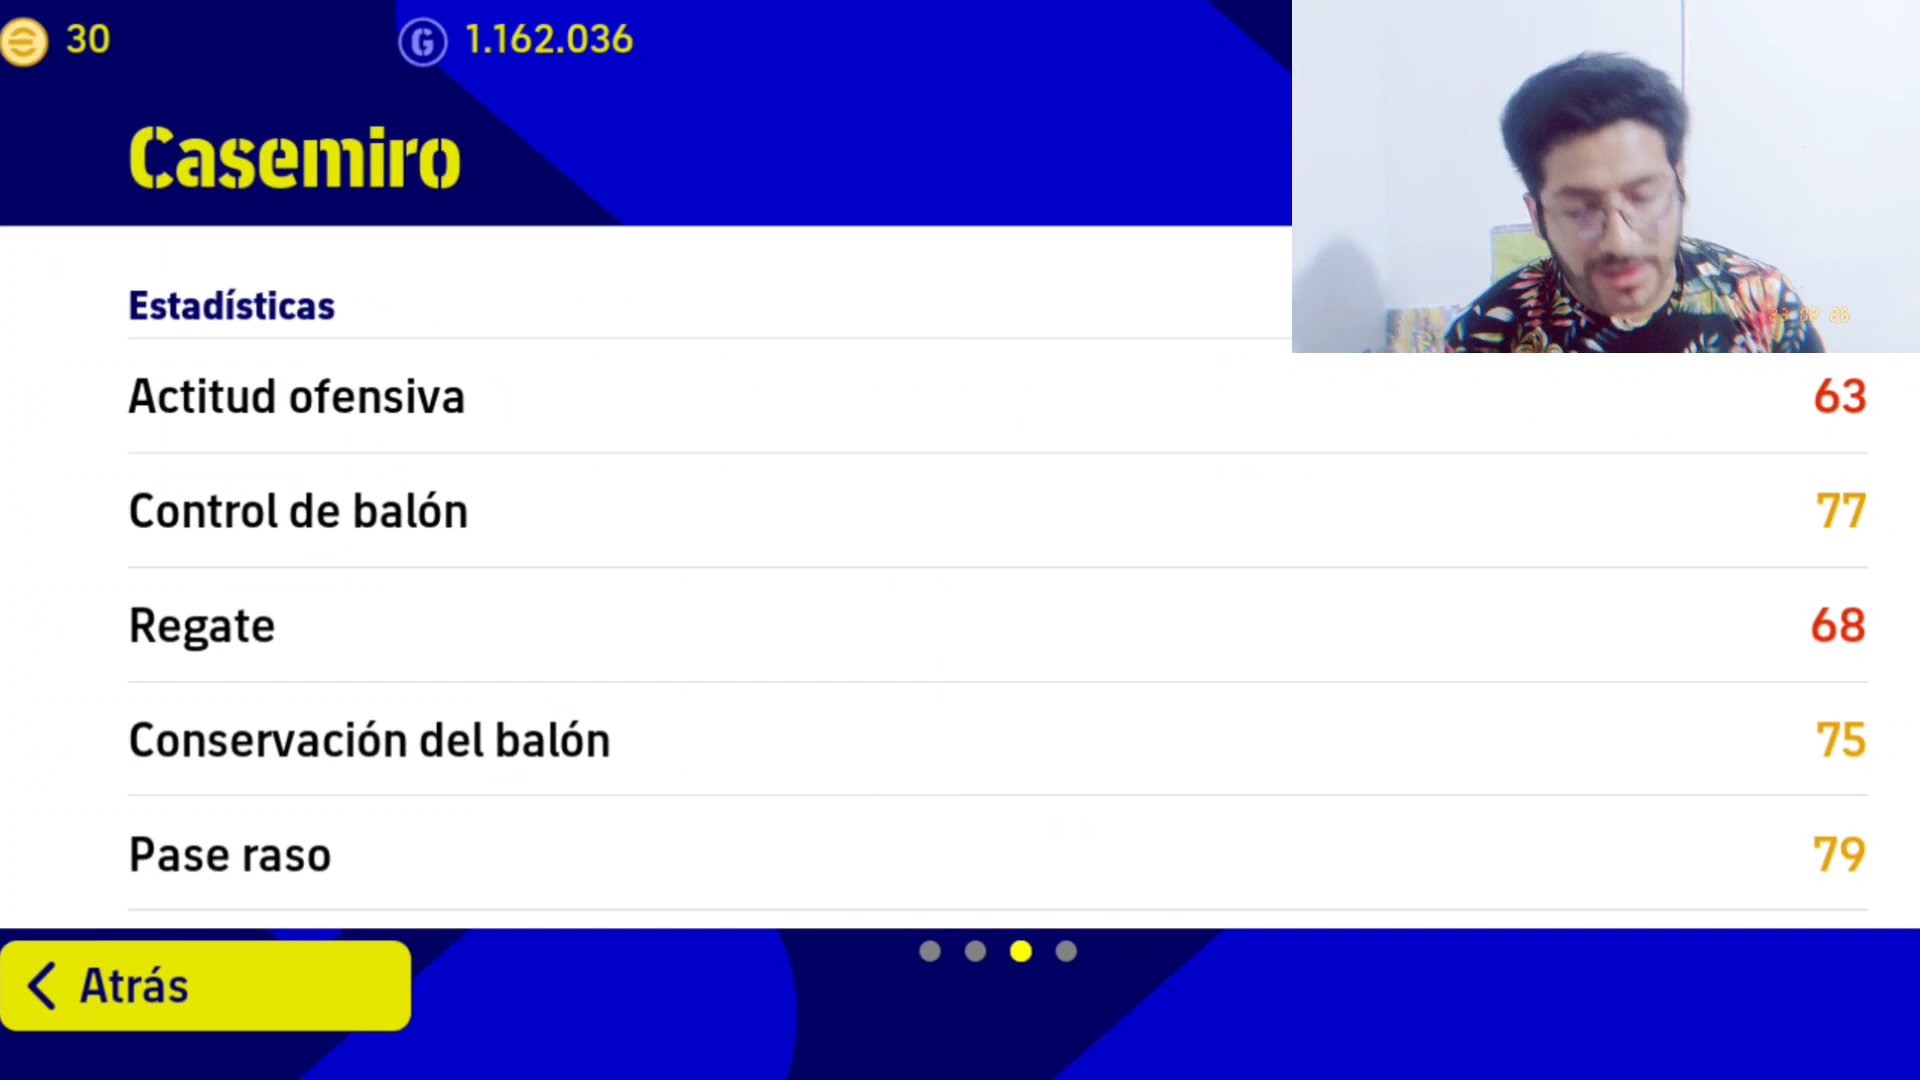 30
1.162.036
Casemiro
Estadísticas
Actitud ofensiva 63
Control de balón 77
Regate 68
Conservación del balón 75
Pase raso 79
Atrás